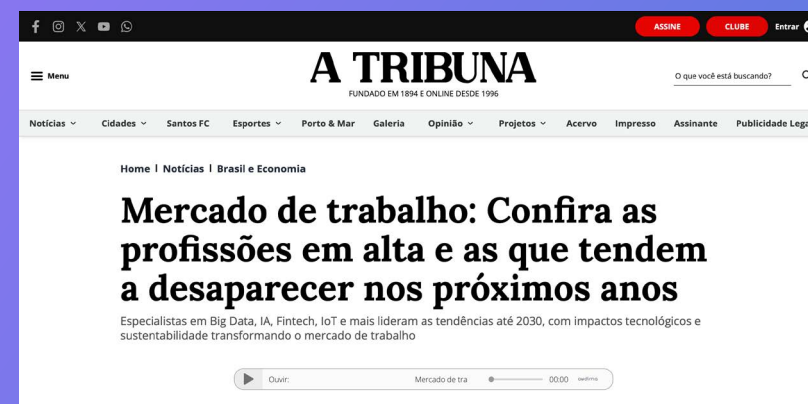 ASSINE CLUBE Entrar
Menu
A TRIBUNA
FUNDADO EM 1894 E ONLINE DESDE 1996
O que você está buscando?
Notícias Cidades Santos FC Esportes Porto & Mar Galeria Opinião Projetos Acervo Impresso Assinante Publicidade Lega
Home | Notícias | Brasil e Economia
Mercado de trabalho: Confira as
profissões em alta e as que tendem
a desaparecer nos próximos anos
Especialistas em Big Data, IA, Fintech, IoT e mais lideram as tendências até 2030, com impactos tecnológicos e
sustentabilidade transformando o mercado de trabalho
Ouvir: Mercado de tra 00:00